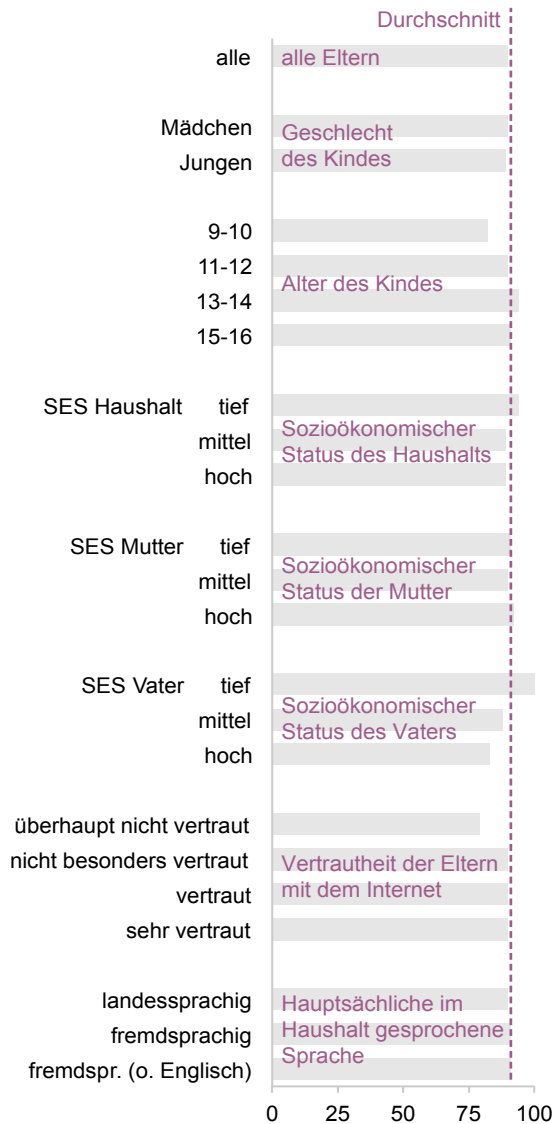 Durchschnitt
alle alle Eltern
Mädchen Geschlecht
Jungen des Kindes
9-10
11-12
Alter des Kindes
13-14
15-16
SES Haushalt tief
mittel Sozioökonomischer
Status des Haushalts
hoch
SES Mutter tief
mittel Sozioökonomischer
Status der Mutter
hoch
SES Vater tief
mittel Sozioökonomischer
Status des Vaters
hoch
überhaupt nicht vertraut
nicht besonders vertraut Vertrautheit der Eltern
vertraut mit dem Internet
sehr vertraut
landessprachig Hauptsächliche im
fremdsprachig Haushalt gesprochene
Sprache
fremdspr. (o. Englisch)
0 25 50 75 100